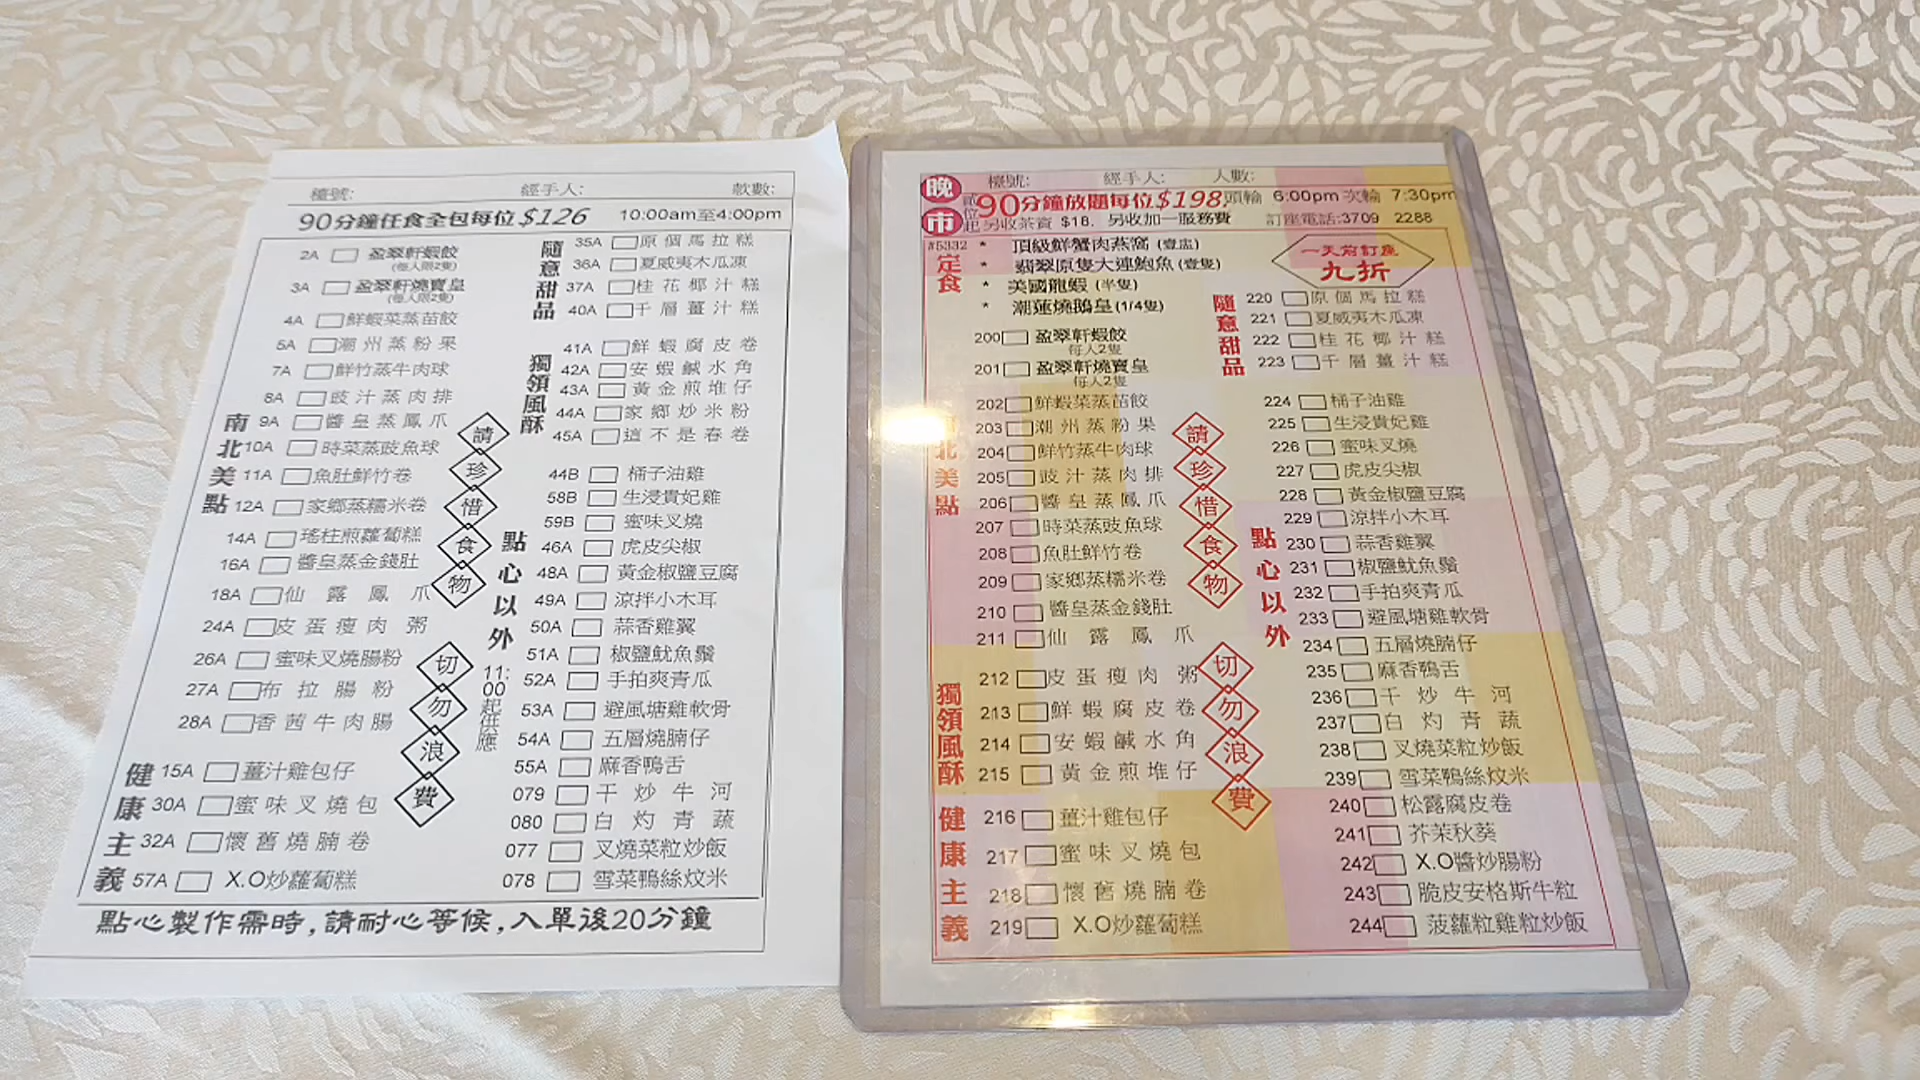 檯號: 經手人: 款數:
90分鐘任食全包每位$126 10:00am至4:00pm
2A 盈翠軒蝦餃
(每人限2隻)
3A 盈翠軒燒賣皇
(每人限2隻)
4A 鮮蝦菜蒸苗餃
5A 潮州蒸粉果
7A 鮮竹蒸牛肉球
8A 豉汁蒸肉排
南北美點
9A 醬皇蒸鳳爪
10A 時菜蒸豉魚球
11A 魚肚鮮竹卷
12A 家鄉蒸糯米卷
14A 瑤柱煎蘿蔔糕
16A 醬皇蒸金錢肚
18A 仙露鳳爪
24A 皮蛋瘦肉粥
26A 蜜味叉燒腸粉
27A 布拉腸粉
28A 香茜牛肉腸
健康主義
15A 薑汁雞包仔
30A 蜜味叉燒包
32A 懷舊燒腩卷
57A X.O炒蘿蔔糕
請珍惜食物
切勿浪費
隨意甜品
35A 原個馬拉糕
36A 夏威夷木瓜凍
37A 桂花椰汁糕
40A 千層薑汁糕
獨領風酥
41A 鮮蝦腐皮卷
42A 安蝦鹹水角
43A 黃金煎堆仔
44A 家鄉炒米粉
45A 這不是春卷
點心以外
11:00起供應
44B 桶子油雞
58B 生浸貴妃雞
59B 蜜味叉燒
46A 虎皮尖椒
48A 黃金椒鹽豆腐
49A 涼拌小木耳
50A 蒜香雞翼
51A 椒鹽魷魚鬚
52A 手拍爽青瓜
53A 避風塘雞軟骨
54A 五層燒腩仔
55A 麻香鴨舌
079 干炒牛河
080 白灼青蔬
077 叉燒菜粒炒飯
078 雪菜鴨絲炆米
點心製作需時,請耐心等候,入單後20分鐘
晚市
檯號: 經手人: 人數:
貳位起 90分鐘放題每位$198, 頭輪 6:00pm 次輪 7:30pm
另收茶資 $18. 另收加一服務費 訂座電話:3709 2288
#5332
定食
* 頂級鮮蟹肉燕窩 (壹盅)
* 翡翠原隻大連鮑魚 (壹隻)
* 美國龍蝦 (半隻)
* 潮蓮燒鵝皇 (1/4隻)
一天前訂座
九折
200 盈翠軒蝦餃
每人2隻
201 盈翠軒燒賣皇
每人2隻
北美點
202 鮮蝦菜蒸苗餃
203 潮州蒸粉果
204 鮮竹蒸牛肉球
205 豉汁蒸肉排
206 醬皇蒸鳳爪
207 時菜蒸豉魚球
208 魚肚鮮竹卷
209 家鄉蒸糯米卷
210 醬皇蒸金錢肚
211 仙露鳳爪
212 皮蛋瘦肉粥
獨領風酥
213 鮮蝦腐皮卷
214 安蝦鹹水角
215 黃金煎堆仔
健康主義
216 薑汁雞包仔
217 蜜味叉燒包
218 懷舊燒腩卷
219 X.O炒蘿蔔糕
請珍惜食物
切勿浪費
隨意甜品
220 原個馬拉糕
221 夏威夷木瓜凍
222 桂花椰汁糕
223 千層薑汁糕
點心以外
224 桶子油雞
225 生浸貴妃雞
226 蜜味叉燒
227 虎皮尖椒
228 黃金椒鹽豆腐
229 涼拌小木耳
230 蒜香雞翼
231 椒鹽魷魚鬚
232 手拍爽青瓜
233 避風塘雞軟骨
234 五層燒腩仔
235 麻香鴨舌
236 干炒牛河
237 白灼青蔬
238 叉燒菜粒炒飯
239 雪菜鴨絲炆米
240 松露腐皮卷
241 芥茉秋葵
242 X.O醬炒腸粉
243 脆皮安格斯牛粒
244 菠蘿粒雞粒炒飯